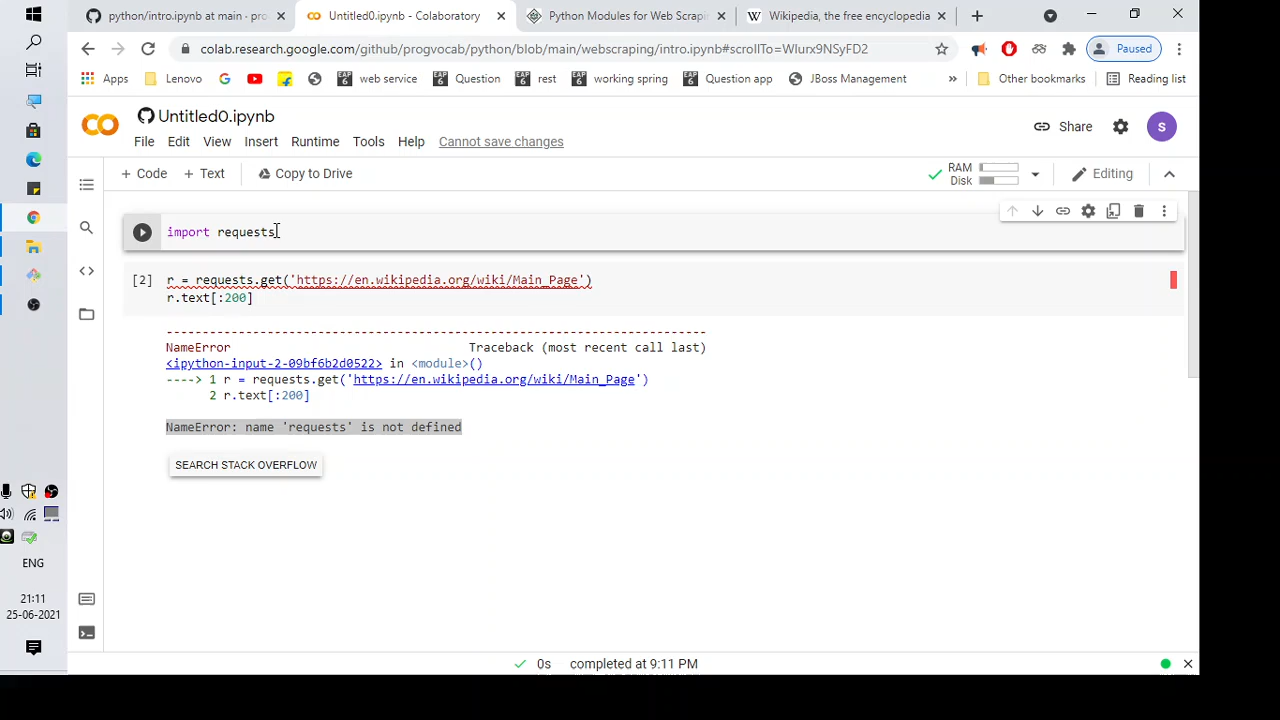 python/intro.ipynb at main · pro
Untitled0.ipynb - Colaboratory
Python Modules for Web Scrapi
Wikipedia, the free encyclopedia
colab.research.google.com/github/progvocab/python/blob/main/webscraping/intro.ipynb#scrollTo=WIurx9NSyFD2
Paused
Apps
Lenovo
web service
Question
rest
working spring
Question app
JBoss Management
»
Other bookmarks
Reading list
Untitled0.ipynb
Share
S
File Edit View Insert Runtime Tools Help Cannot save changes
+ Code + Text Copy to Drive
RAM
Disk
Editing
import requests
[2] r = requests.get('https://en.wikipedia.org/wiki/Main_Page')
r.text[:200]
---------------------------------------------------------------------------
NameError Traceback (most recent call last)
<ipython-input-2-09bf6b2d0522> in <module>()
----> 1 r = requests.get('https://en.wikipedia.org/wiki/Main_Page')
2 r.text[:200]
NameError: name 'requests' is not defined
SEARCH STACK OVERFLOW
ENG
21:11
25-06-2021
0s completed at 9:11 PM